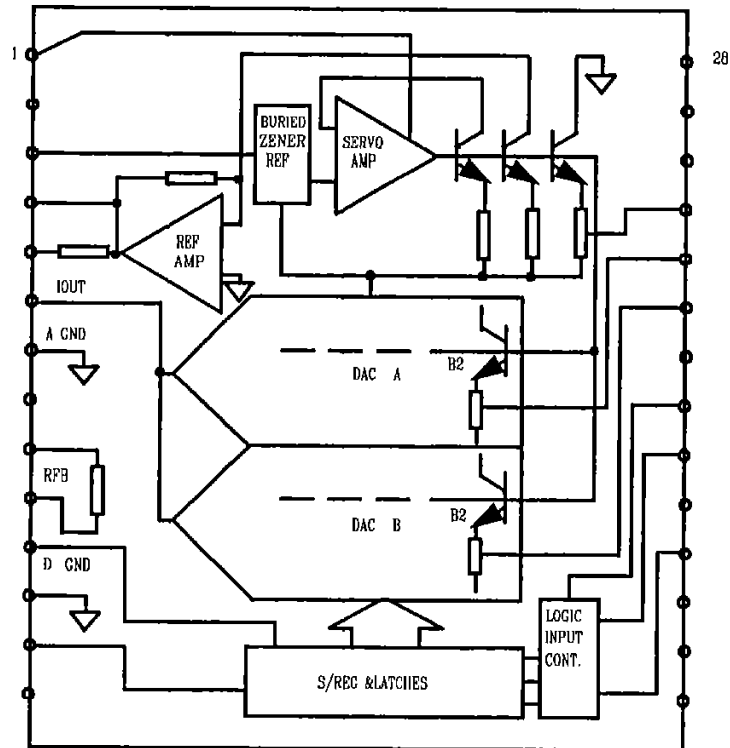 1
28
BURIED
ZENER
REF
SERVO
AMP
REF
AMP
IOUT
A GND
DAC A
B2
RFB
DAC B
B2
D GND
LOGIC
INPUT
CONT.
S/REG &LATCHES